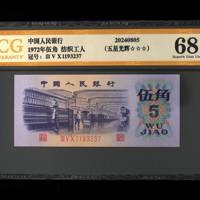 CG
GRADING
中国人民银行
1972年伍角 纺织工人
冠号：III V X 1193237
20240805
(五星光辉☆☆☆)
68
Superb Gem Unc
中国人民银行
III V X 1193237
伍角
5
WU
JIAO